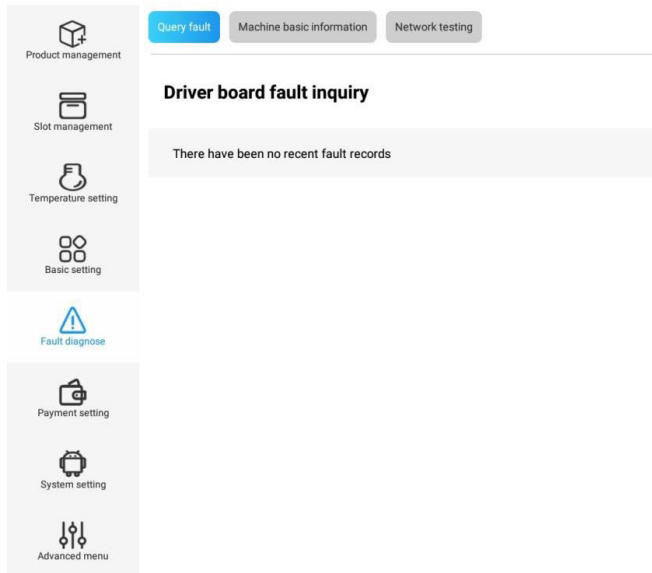 Product management
Slot management
Temperature setting
Basic setting
Fault diagnose
Payment setting
System setting
Advanced menu
Query fault
Machine basic information
Network testing
Driver board fault inquiry
There have been no recent fault records